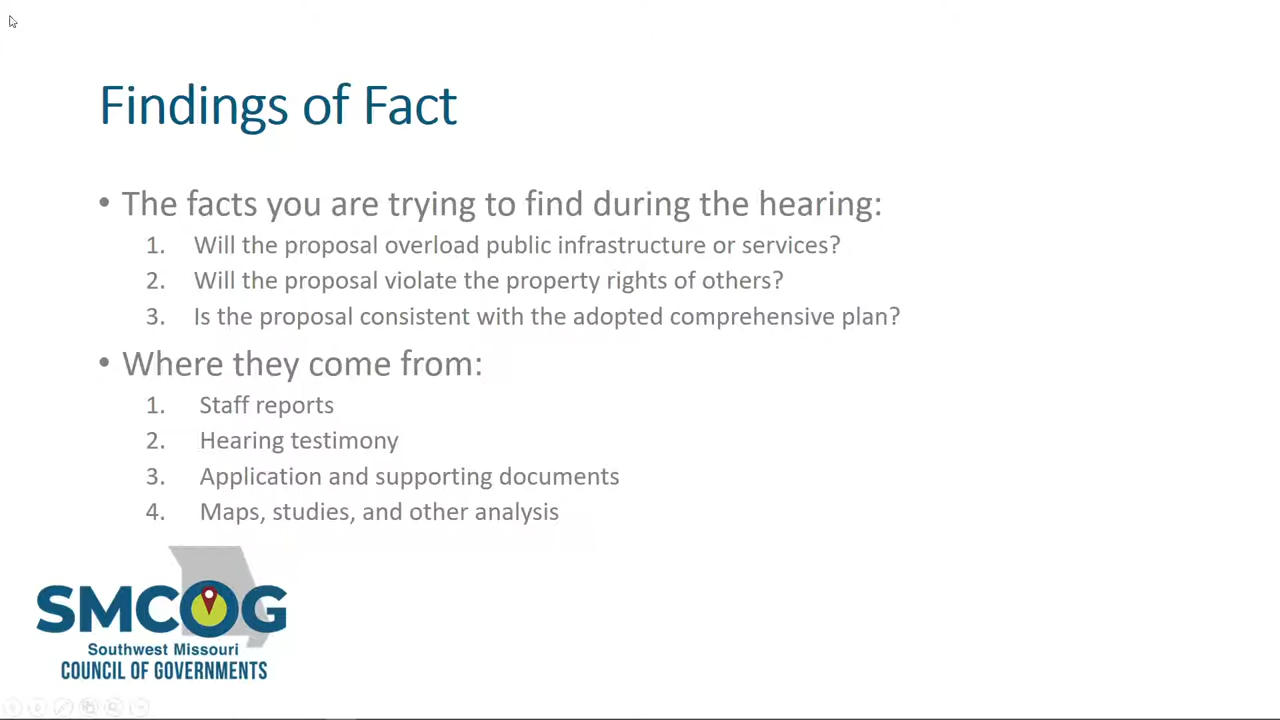 Findings of Fact
• The facts you are trying to find during the hearing:
1. Will the proposal overload public infrastructure or services?
2. Will the proposal violate the property rights of others?
3. Is the proposal consistent with the adopted comprehensive plan?
• Where they come from:
1. Staff reports
2. Hearing testimony
3. Application and supporting documents
4. Maps, studies, and other analysis
SMCOG
Southwest Missouri
COUNCIL OF GOVERNMENTS